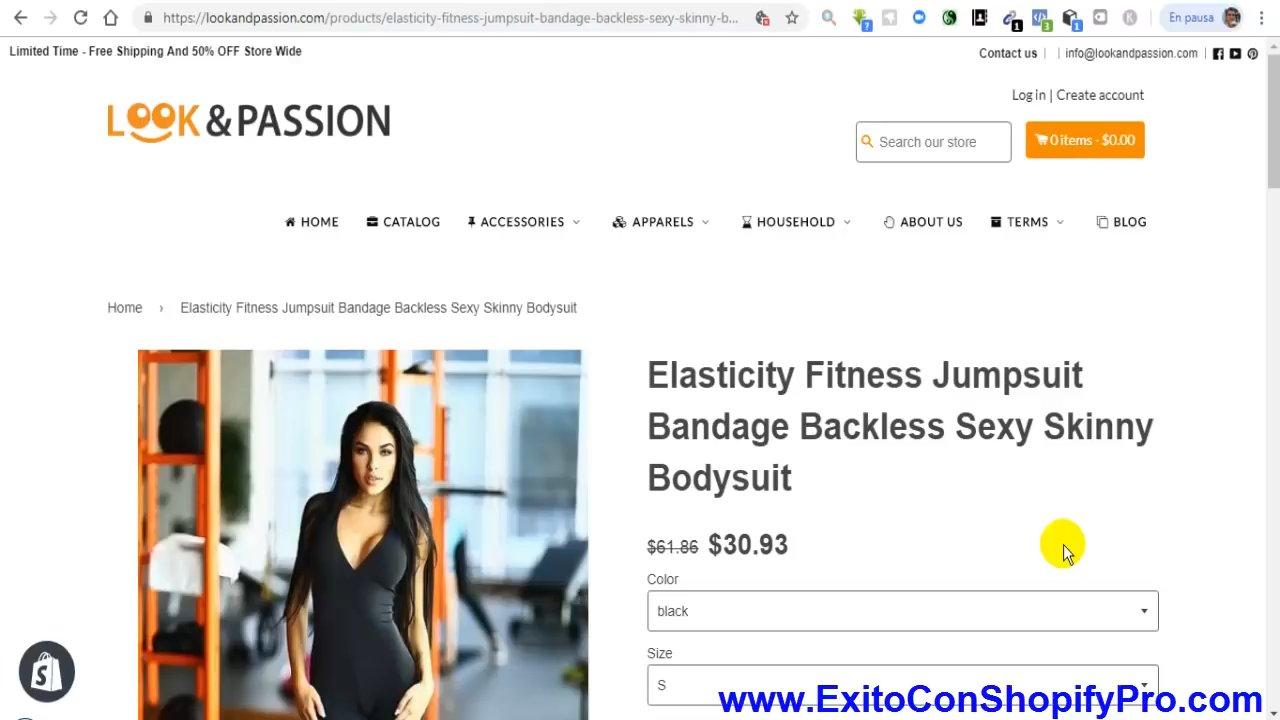 https://lookandpassion.com/products/elasticity-fitness-jumpsuit-bandage-backless-sexy-skinny-b...
7
1
3
1
En pausa
Limited Time - Free Shipping And 50% OFF Store Wide
Contact us | | info@lookandpassion.com |
Log in | Create account
LOOK & PASSION
Search our store
0 items - $0.00
HOME
CATALOG
ACCESSORIES
APPARELS
HOUSEHOLD
ABOUT US
TERMS
BLOG
Home › Elasticity Fitness Jumpsuit Bandage Backless Sexy Skinny Bodysuit
Elasticity Fitness Jumpsuit
Bandage Backless Sexy Skinny
Bodysuit
$61.86 $30.93
Color
black
Size
S
www.ExitoConShopifyPro.com